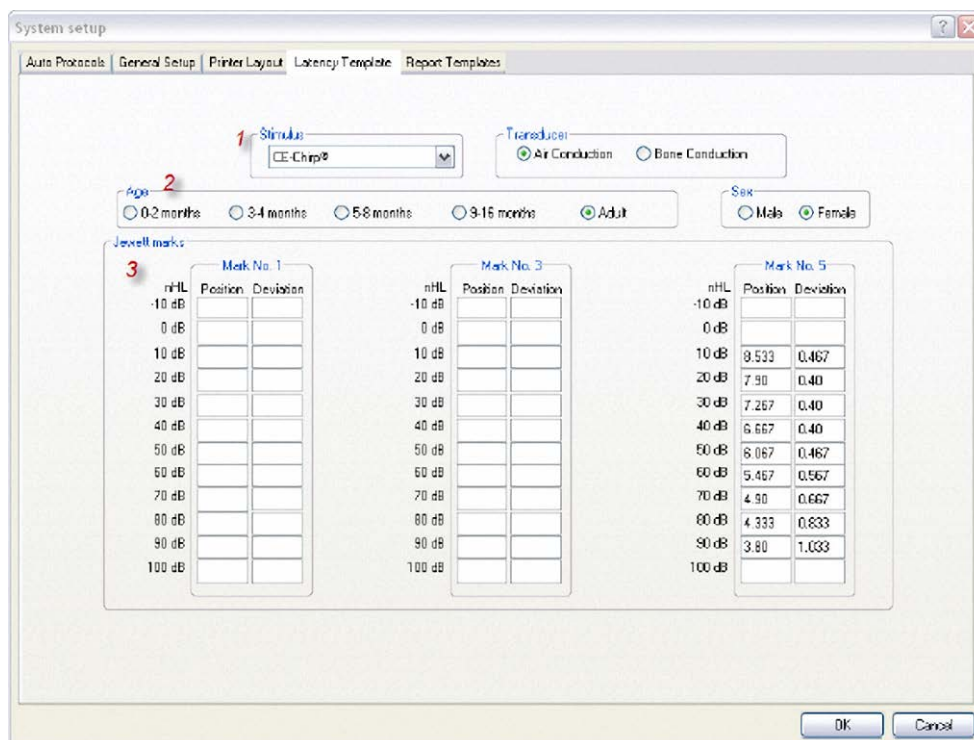 System setup
Auto Protocols General Setup Printer Layout Latency Template Report Templates
1 Stimulus Transducer
CE-Chirp® Air Conduction Bone Conduction
Age 2 Sex
0-2 months 3-4 months 5-8 months 9-16 months Adult Male Female
Jewett marks
3 Mark No. 1 Mark No. 3 Mark No. 5
nHL Position Deviation nHL Position Deviation nHL Position Deviation
-10 dB -10 dB -10 dB
0 dB 0 dB 0 dB
10 dB 10 dB 10 dB 8.533 0.467
20 dB 20 dB 20 dB 7.90 0.40
30 dB 30 dB 30 dB 7.267 0.40
40 dB 40 dB 40 dB 6.667 0.40
50 dB 50 dB 50 dB 6.067 0.467
60 dB 60 dB 60 dB 5.467 0.567
70 dB 70 dB 70 dB 4.90 0.667
80 dB 80 dB 80 dB 4.333 0.833
90 dB 90 dB 90 dB 3.80 1.033
100 dB 100 dB 100 dB
OK Cancel